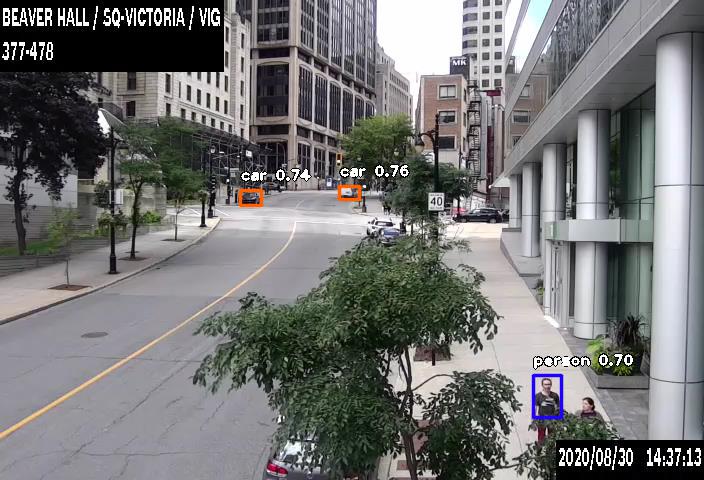 BEAVER HALL / SQ-VICTORIA / VIG
377-478
MK
car 0.74
car 0.76
40
person 0.70
2020/08/30 14:37:13